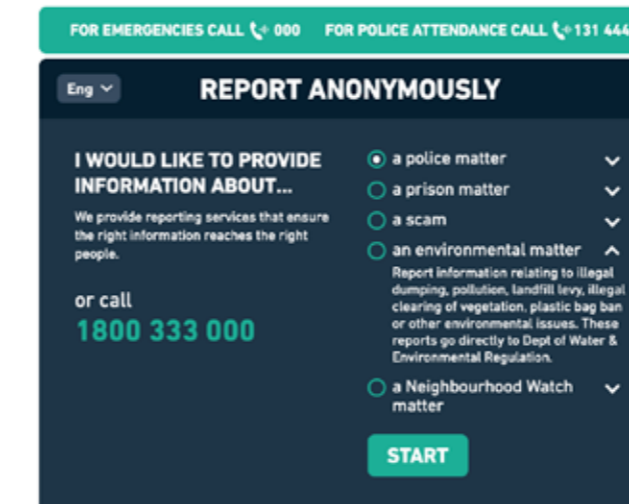 FOR EMERGENCIES CALL 000 FOR POLICE ATTENDANCE CALL 131 444
Eng
REPORT ANONYMOUSLY
I WOULD LIKE TO PROVIDE
INFORMATION ABOUT...
We provide reporting services that ensure
the right information reaches the right
people.
or call
1800 333 000
a police matter
a prison matter
a scam
an environmental matter
Report information relating to illegal
dumping, pollution, landfill levy, illegal
clearing of vegetation, plastic bag ban
or other environmental issues. These
reports go directly to Dept of Water &
Environmental Regulation.
a Neighbourhood Watch
matter
START